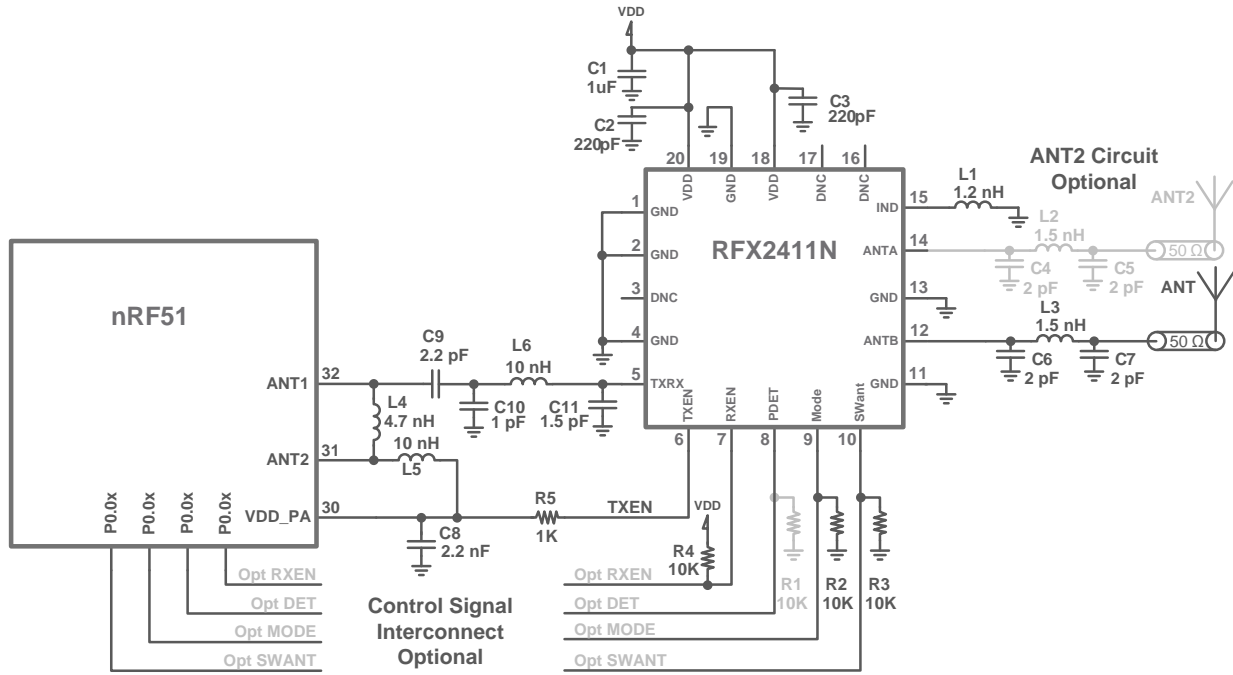 VDD
C1
1uF
C2
220pF
C3
220pF
20
19
18
17
16
VDD
GND
VDD
DNC
DNC
ANT2 Circuit
Optional
L1
1.2 nH
15
IND
ANT2
L2
1.5 nH
14
ANTA
50 Ω
C4
2 pF
C5
2 pF
ANT
RFX2411N
1
GND
2
GND
3
DNC
4
GND
5
TXRX
13
GND
L3
1.5 nH
12
ANTB
50 Ω
C6
2 pF
C7
2 pF
11
GND
TXEN
RXEN
PDET
Mode
SWant
6
7
8
9
10
nRF51
C9
2.2 pF
L6
10 nH
ANT1
32
C10
1 pF
C11
1.5 pF
L4
4.7 nH
10 nH
L5
ANT2
31
VDD_PA
30
P0.0x
P0.0x
P0.0x
P0.0x
R5
1K
TXEN
C8
2.2 nF
VDD
R4
10K
R1
10K
R2
10K
R3
10K
Opt RXEN
Opt DET
Opt MODE
Opt SWANT
Control Signal
Interconnect
Optional
Opt RXEN
Opt DET
Opt MODE
Opt SWANT